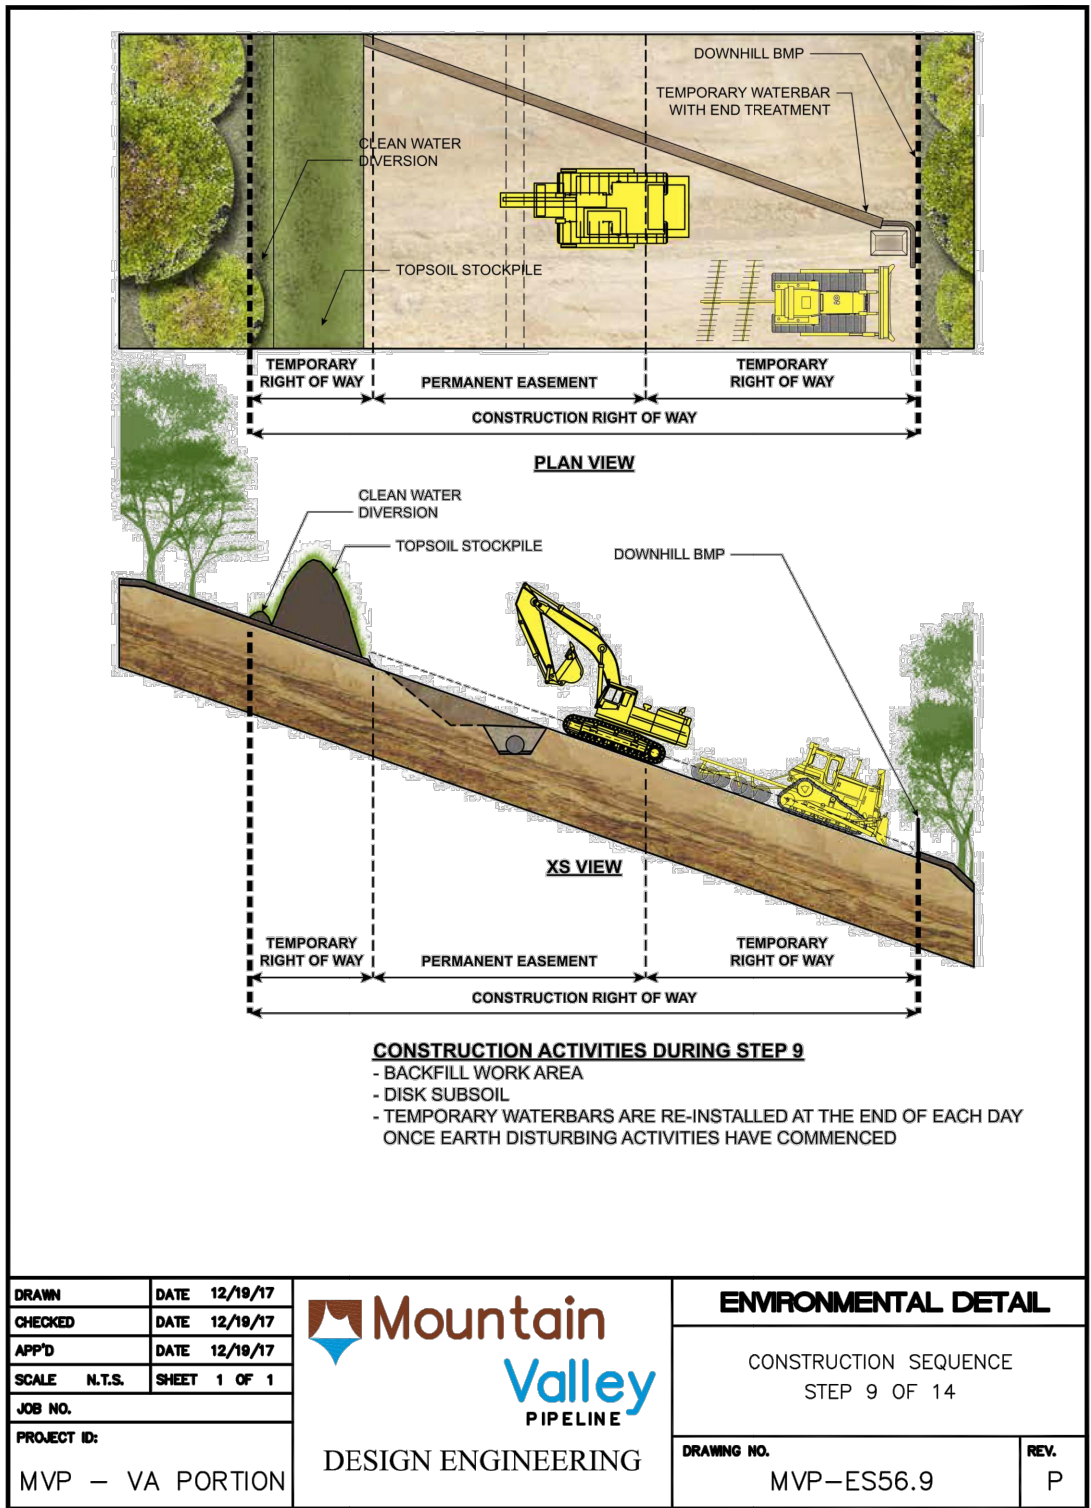 DOWNHILL BMP
TEMPORARY WATERBAR
WITH END TREATMENT
CLEAN WATER
DIVERSION
TOPSOIL STOCKPILE
TEMPORARY
RIGHT OF WAY
PERMANENT EASEMENT
TEMPORARY
RIGHT OF WAY
CONSTRUCTION RIGHT OF WAY
PLAN VIEW
CLEAN WATER
DIVERSION
TOPSOIL STOCKPILE
DOWNHILL BMP
XS VIEW
TEMPORARY
RIGHT OF WAY
PERMANENT EASEMENT
TEMPORARY
RIGHT OF WAY
CONSTRUCTION RIGHT OF WAY
CONSTRUCTION ACTIVITIES DURING STEP 9
- BACKFILL WORK AREA
- DISK SUBSOIL
- TEMPORARY WATERBARS ARE RE-INSTALLED AT THE END OF EACH DAY
ONCE EARTH DISTURBING ACTIVITIES HAVE COMMENCED
DRAWN DATE 12/19/17
CHECKED DATE 12/19/17
APP'D DATE 12/19/17
SCALE N.T.S. SHEET 1 OF 1
JOB NO.
PROJECT ID:
MVP - VA PORTION
Mountain
Valley
PIPELINE
DESIGN ENGINEERING
ENVIRONMENTAL DETAIL
CONSTRUCTION SEQUENCE
STEP 9 OF 14
DRAWING NO.
MVP-ES56.9
REV.
P